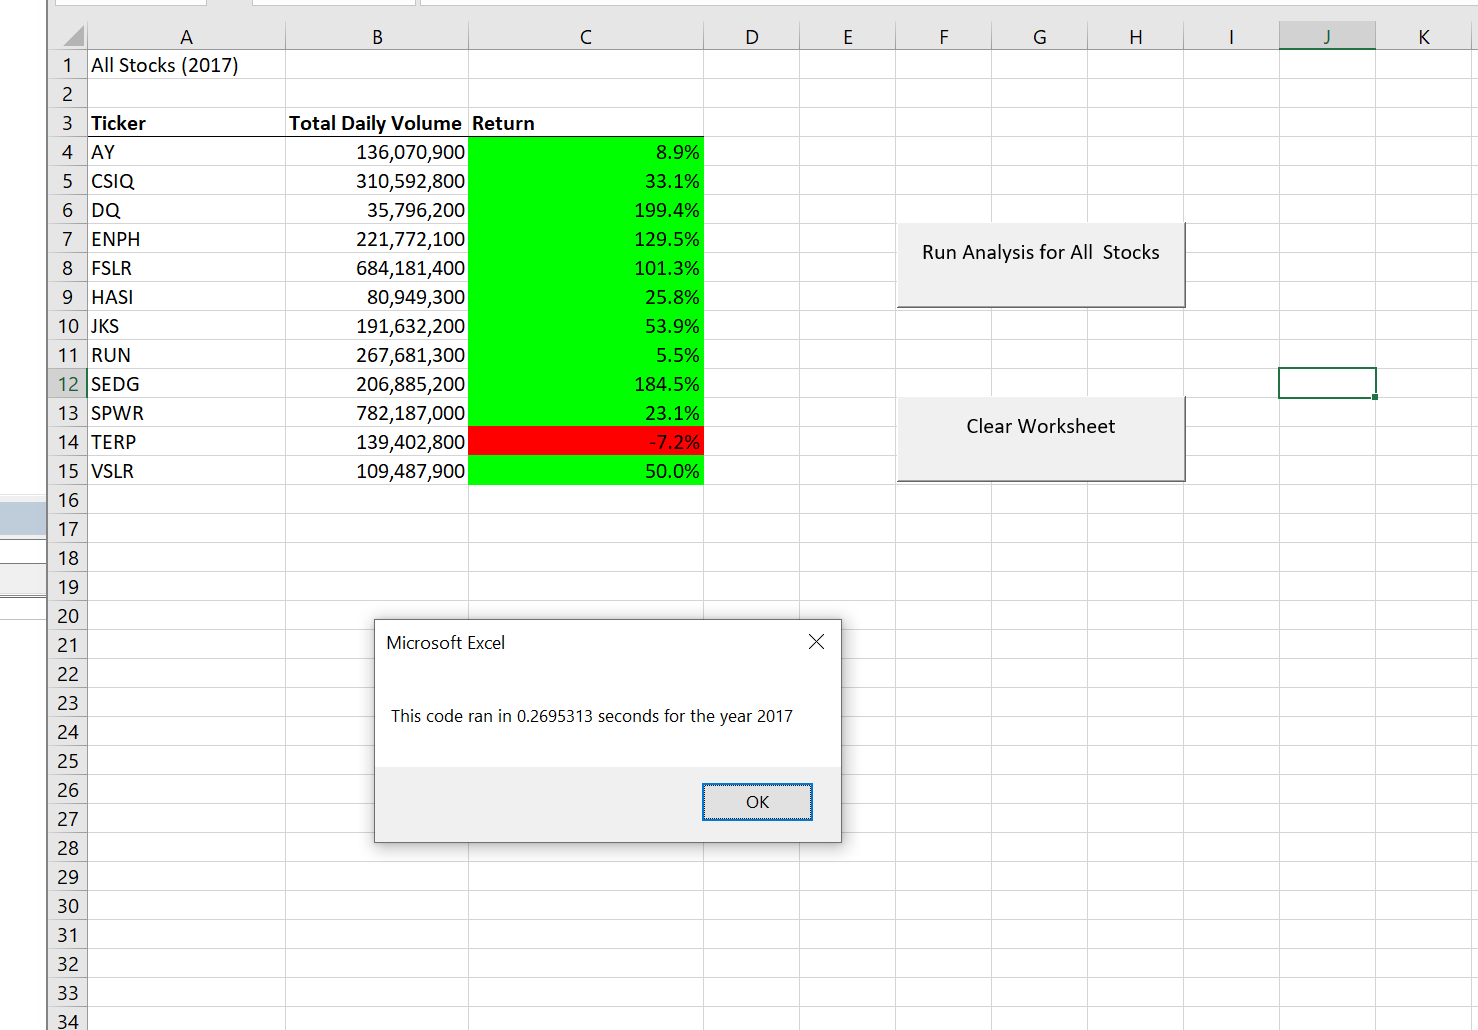 A B C D E F G H I J K
1 All Stocks (2017)
2
3 Ticker Total Daily Volume Return
4 AY 136,070,900 8.9%
5 CSIQ 310,592,800 33.1%
6 DQ 35,796,200 199.4%
7 ENPH 221,772,100 129.5%
Run Analysis for All  Stocks
8 FSLR 684,181,400 101.3%
9 HASI 80,949,300 25.8%
10 JKS 191,632,200 53.9%
11 RUN 267,681,300 5.5%
12 SEDG 206,885,200 184.5%
13 SPWR 782,187,000 23.1%
Clear Worksheet
14 TERP 139,402,800 -7.2%
15 VSLR 109,487,900 50.0%
16
17
18
19
20
21
Microsoft Excel
22
23
This code ran in 0.2695313 seconds for the year 2017
24
25
26
OK
27
28
29
30
31
32
33
34